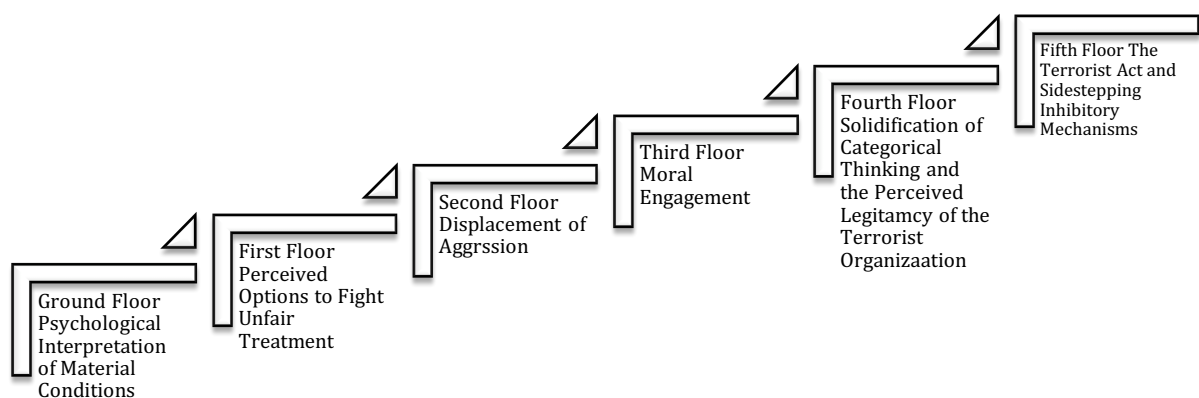 Ground Floor
Psychological
Interpretation
of Material
Conditions
First Floor
Perceived
Options to Fight
Unfair
Treatment
Second Floor
Displacement of
Aggrssion
Third Floor
Moral
Engagement
Fourth Floor
Solidification of
Categorical
Thinking and
the Perceived
Legitamcy of the
Terrorist
Organizaation
Fifth Floor The
Terrorist Act and
Sidestepping
Inhibitory
Mechanisms